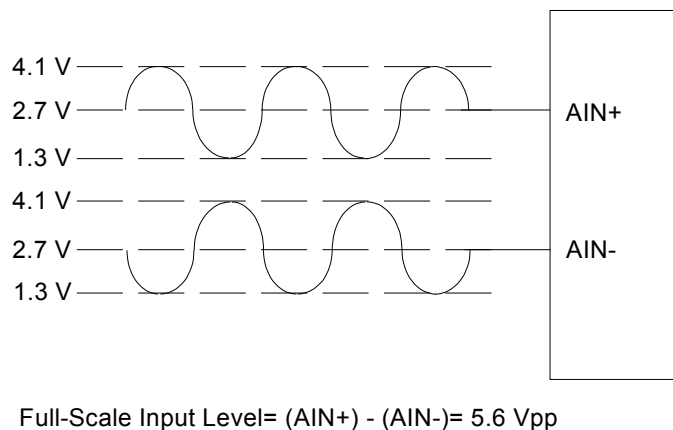 4.1 V
2.7 V
1.3 V
AIN+
4.1 V
2.7 V
1.3 V
AIN-
Full-Scale Input Level= (AIN+) - (AIN-)= 5.6 Vpp